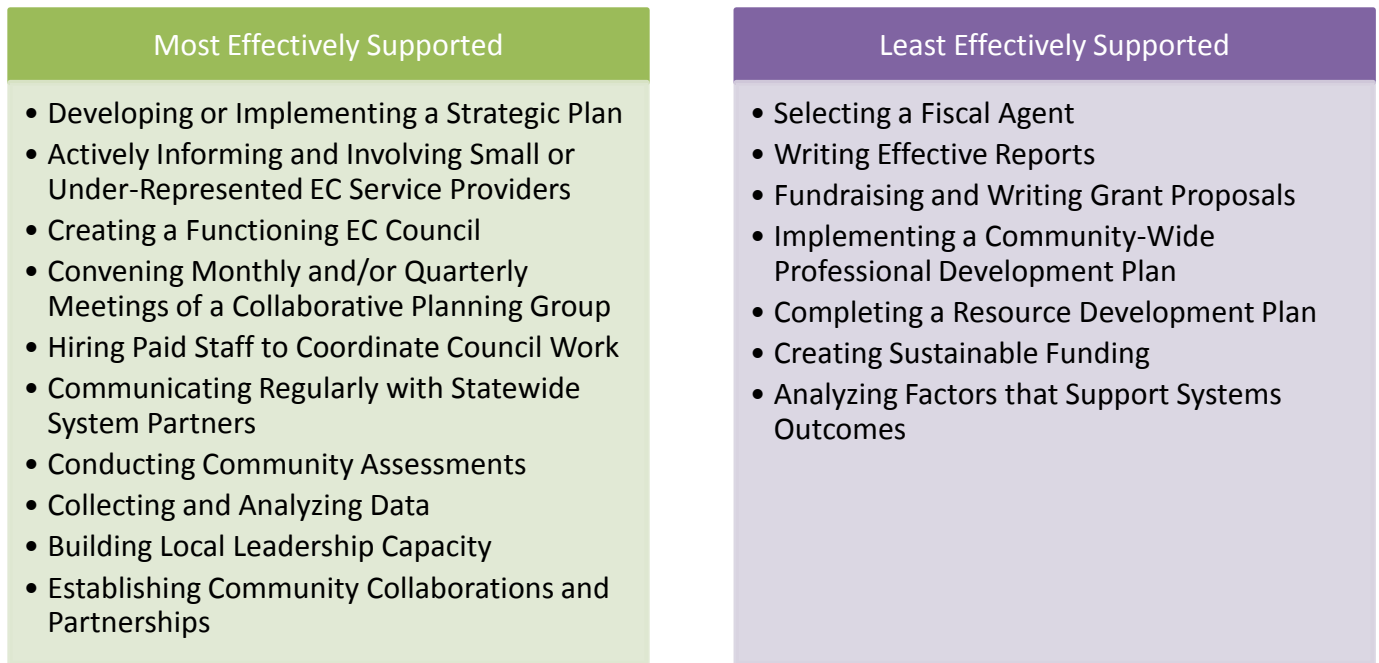 Most Effectively Supported
• Developing or Implementing a Strategic Plan
• Actively Informing and Involving Small or
Under-Represented EC Service Providers
• Creating a Functioning EC Council
• Convening Monthly and/or Quarterly
Meetings of a Collaborative Planning Group
• Hiring Paid Staff to Coordinate Council Work
• Communicating Regularly with Statewide
System Partners
• Conducting Community Assessments
• Collecting and Analyzing Data
• Building Local Leadership Capacity
• Establishing Community Collaborations and
Partnerships
Least Effectively Supported
• Selecting a Fiscal Agent
• Writing Effective Reports
• Fundraising and Writing Grant Proposals
• Implementing a Community-Wide
Professional Development Plan
• Completing a Resource Development Plan
• Creating Sustainable Funding
• Analyzing Factors that Support Systems
Outcomes